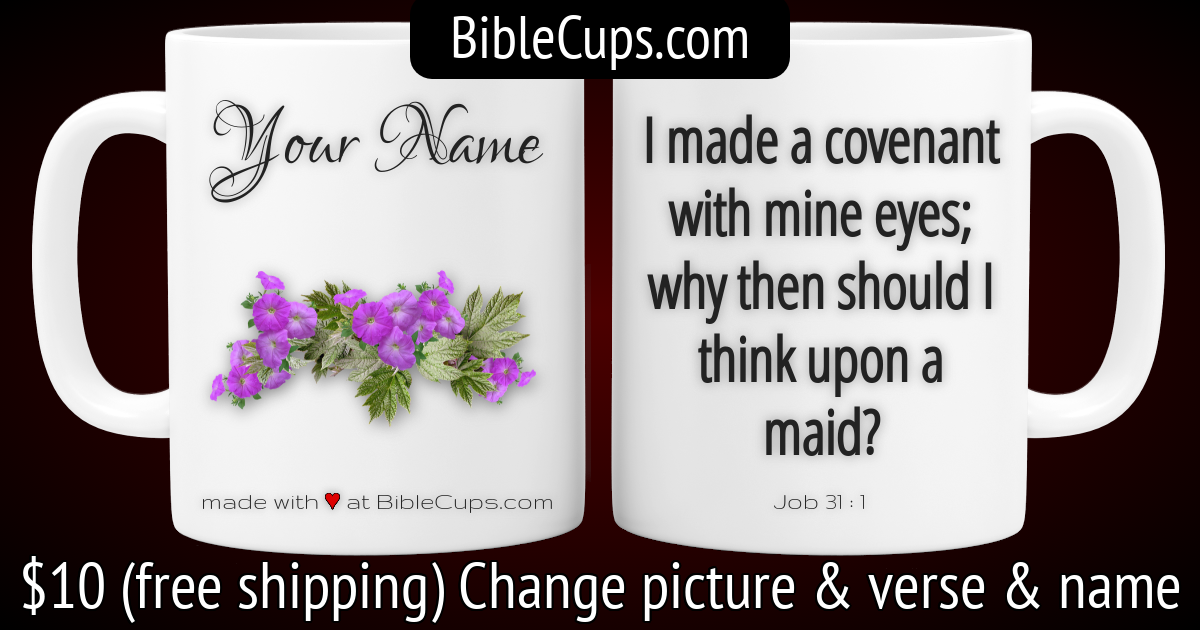 BibleCups.com
Your Name
made with ♥ at BibleCups.com
I made a covenant
with mine eyes;
why then should I
think upon a
maid?
Job 31 : 1
$10 (free shipping) Change picture & verse & name